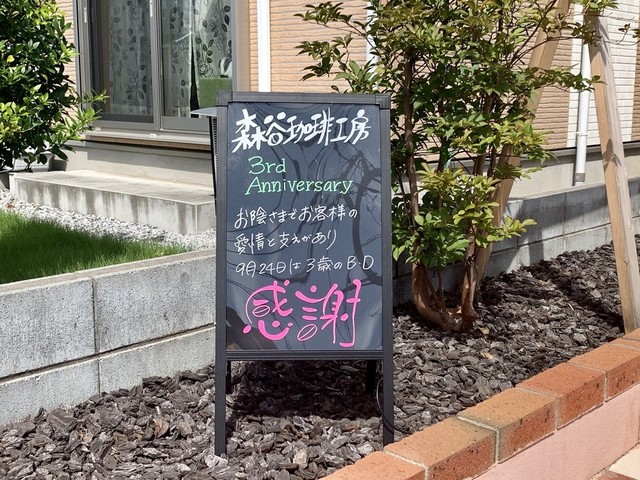 森谷珈琲工房
3rd
Anniversary
お陰さまでお客様の
愛情と支えがあり
9月24日は3歳のB・D
感謝